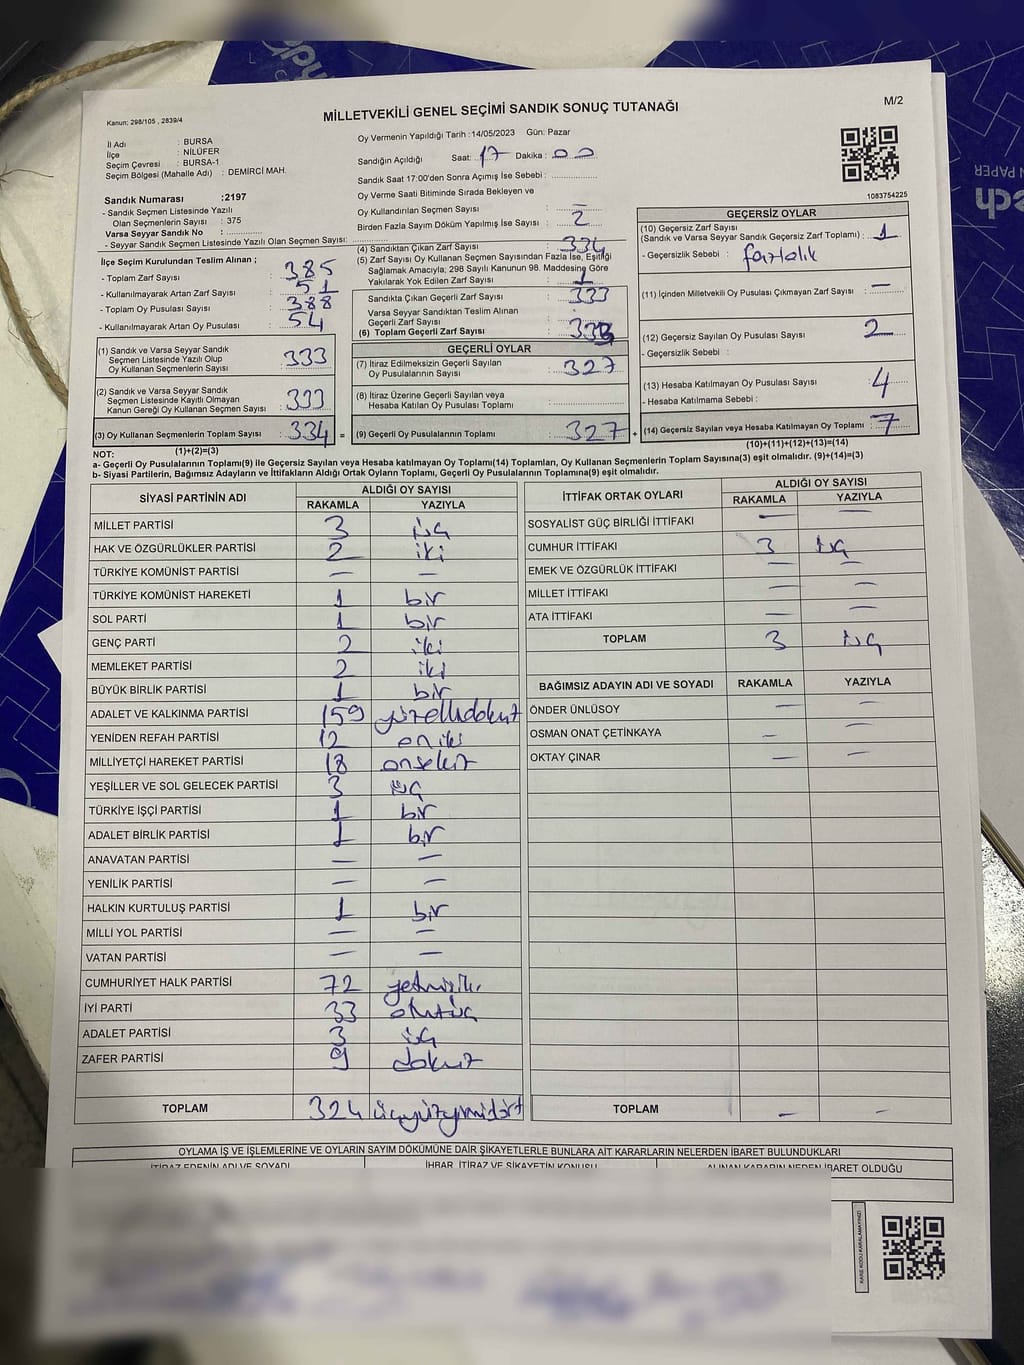 Kanun: 298/105 , 2839/4
MİLLETVEKİLİ GENEL SEÇİMİ SANDIK SONUÇ TUTANAĞI
M/2
İl Adı : BURSA
İlçe : NİLÜFER
Seçim Çevresi : BURSA-1
Seçim Bölgesi (Mahalle Adı) : DEMİRCİ MAH.
Sandık Numarası :2197
- Sandık Seçmen Listesinde Yazılı
Olan Seçmenlerin Sayısı : 375
Varsa Seyyar Sandık No :
- Seyyar Sandık Seçmen Listesinde Yazılı Olan Seçmen Sayısı:
İlçe Seçim Kurulundan Teslim Alınan ;
- Toplam Zarf Sayısı : 385
- Kullanılmayarak Artan Zarf Sayısı : 51
- Toplam Oy Pusulası : 388
- Kullanılmayarak Artan Oy Pusulası : 54
(1) Sandık ve Varsa Seyyar Sandık
Seçmen Listesinde Yazılı Olup
Oy Kullanan Seçmenlerin Sayısı : 333
(2) Sandık ve Varsa Seyyar Sandık
Seçmen Listesinde Kayıtlı Olmayan
Kanun Gereği Oy Kullanan Seçmen Sayısı : 333
(3) Oy Kullanan Seçmenlerin Toplam Sayısı : 334
(1)+(2)=(3)
Oy Vermenin Yapıldığı Tarih :14/05/2023 Gün: Pazar
Sandığın Açıldığı Saat: 17 Dakika : 00
Sandık Saat 17:00'den Sonra Açımış İse Sebebi :
Oy Verme Saati Bitiminde Sırada Bekleyen ve
Oy Kullandırılan Seçmen Sayısı : –
Birden Fazla Sayım Döküm Yapılmış İse Sayısı : 2
(4) Sandıktan Çıkan Zarf Sayısı : 334
(5) Zarf Sayısı Oy Kullanan Seçmen Sayısından Fazla İse, Eşitliği
Sağlamak Amacıyla; 298 Sayılı Kanunun 98. Maddesine Göre
Yakılarak Yok Edilen Zarf Sayısı : 1
Sandıkta Çıkan Geçerli Zarf Sayısı : 333
Varsa Seyyar Sandıktan Teslim Alınan
Geçerli Zarf Sayısı :
(6) Toplam Geçerli Zarf Sayısı : 333
GEÇERLİ OYLAR
(7) İtiraz Edilmeksizin Geçerli Sayılan
Oy Pusulalarının Sayısı : 327
(8) İtiraz Üzerine Geçerli Sayılan veya
Hesaba Katılan Oy Pusulası Toplamı :
= (9) Geçerli Oy Pusulalarının Toplamı : 327 +
1083754225
GEÇERSİZ OYLAR
(10) Geçersiz Zarf Sayısı
(Sandık ve Varsa Seyyar Sandık Geçersiz Zarf Toplamı) : 1
- Geçersizlik Sebebi : fazlalık
(11) İçinden Milletvekili Oy Pusulası Çıkmayan Zarf Sayısı : –
(12) Geçersiz Sayılan Oy Pusulası Sayısı : 2
- Geçersizlik Sebebi :
(13) Hesaba Katılmayan Oy Pusulası Sayısı : 4
- Hesaba Katılmama Sebebi :
(14) Geçersiz Sayılan veya Hesaba Katılmayan Oy Toplamı : 7
(10)+(11)+(12)+(13)=(14)
NOT:
a- Geçerli Oy Pusulalarının Toplamı(9) ile Geçersiz Sayılan veya Hesaba katılmayan Oy Toplamı(14) Toplamları, Oy Kullanan Seçmenlerin Toplam Sayısına(3) eşit olmalıdır. (9)+(14)=(3)
b- Siyasi Partilerin, Bağımsız Adayların ve İttifakların Aldığı Ortak Oyların Toplamı, Geçerli Oy Pusulalarının Toplamına(9) eşit olmalıdır.
SİYASİ PARTİNİN ADI ALDIĞI OY SAYISI
RAKAMLA YAZIYLA
MİLLET PARTİSİ 3 üç
HAK VE ÖZGÜRLÜKLER PARTİSİ 2 iki
TÜRKİYE KOMÜNİST PARTİSİ – –
TÜRKİYE KOMÜNİST HAREKETİ 1 bir
SOL PARTİ 1 bir
GENÇ PARTİ 2 iki
MEMLEKET PARTİSİ 2 iki
BÜYÜK BİRLİK PARTİSİ 1 bir
ADALET VE KALKINMA PARTİSİ 159 yüzellidokuz
YENİDEN REFAH PARTİSİ 12 on iki
MİLLİYETÇİ HAREKET PARTİSİ 18 onsekiz
YEŞİLLER VE SOL GELECEK PARTİSİ 3 üç
TÜRKİYE İŞÇİ PARTİSİ 1 bir
ADALET BİRLİK PARTİSİ 1 bir
ANAVATAN PARTİSİ – –
YENİLİK PARTİSİ – –
HALKIN KURTULUŞ PARTİSİ 1 bir
MİLLİ YOL PARTİSİ – –
VATAN PARTİSİ – –
CUMHURİYET HALK PARTİSİ 72 yetmişiki
İYİ PARTİ 33 otuzüç
ADALET PARTİSİ 3 üç
ZAFER PARTİSİ 9 dokuz
TOPLAM 324 üçyüzyirmidört
İTTİFAK ORTAK OYLARI ALDIĞI OY SAYISI
RAKAMLA YAZIYLA
SOSYALİST GÜÇ BİRLİĞİ İTTİFAKI – –
CUMHUR İTTİFAKI 3 üç
EMEK VE ÖZGÜRLÜK İTTİFAKI – –
MİLLET İTTİFAKI – –
ATA İTTİFAKI – –
TOPLAM 3 üç
BAĞIMSIZ ADAYIN ADI VE SOYADI RAKAMLA YAZIYLA
ÖNDER ÜNLÜSOY – –
OSMAN ONAT ÇETİNKAYA – –
OKTAY ÇINAR – –
TOPLAM – –
OYLAMA İŞ VE İŞLEMLERİNE VE OYLARIN SAYIM DÖKÜMÜNE DAİR ŞİKAYETLERLE BUNLARA AİT KARARLARIN NELERDEN İBARET BULUNDUKLARI
İTİRAZ EDENİN ADI VE SOYADI İHBAR, İTİRAZ VE ŞİKAYETİN KONUSU ALINAN KARARIN NEDEN İBARET OLDUĞU
KARE KODU KARALAMAYINIZ!